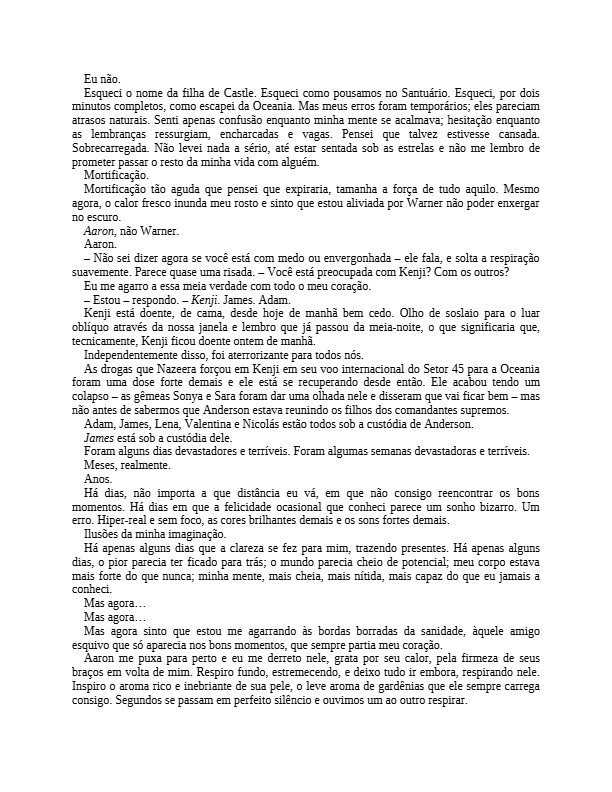 Eu não.
Esqueci o nome da filha de Castle. Esqueci como pousamos no Santuário. Esqueci, por dois
minutos completos, como escapei da Oceania. Mas meus erros foram temporários; eles pareciam
atrasos naturais. Senti apenas confusão enquanto minha mente se acalmava; hesitação enquanto
as lembranças ressurgiam, encharcadas e vagas. Pensei que talvez estivesse cansada.
Sobrecarregada. Não levei nada a sério, até estar sentada sob as estrelas e não me lembro de
prometer passar o resto da minha vida com alguém.
Mortificação.
Mortificação tão aguda que pensei que expiraria, tamanha a força de tudo aquilo. Mesmo
agora, o calor fresco inunda meu rosto e sinto que estou aliviada por Warner não poder enxergar
no escuro.
Aaron, não Warner.
Aaron.
– Não sei dizer agora se você está com medo ou envergonhada – ele fala, e solta a respiração
suavemente. Parece quase uma risada. – Você está preocupada com Kenji? Com os outros?
Eu me agarro a essa meia verdade com todo o meu coração.
– Estou – respondo. – Kenji. James. Adam.
Kenji está doente, de cama, desde hoje de manhã bem cedo. Olho de soslaio para o luar
oblíquo através da nossa janela e lembro que já passou da meia-noite, o que significaria que,
tecnicamente, Kenji ficou doente ontem de manhã.
Independentemente disso, foi aterrorizante para todos nós.
As drogas que Nazeera forçou em Kenji em seu voo internacional do Setor 45 para a Oceania
foram uma dose forte demais e ele está se recuperando desde então. Ele acabou tendo um
colapso – as gêmeas Sonya e Sara foram dar uma olhada nele e disseram que vai ficar bem – mas
não antes de sabermos que Anderson estava reunindo os filhos dos comandantes supremos.
Adam, James, Lena, Valentina e Nicolás estão todos sob a custódia de Anderson.
James está sob a custódia dele.
Foram alguns dias devastadores e terríveis. Foram algumas semanas devastadoras e terríveis.
Meses, realmente.
Anos.
Há dias, não importa a que distância eu vá, em que não consigo reencontrar os bons
momentos. Há dias em que a felicidade ocasional que conheci parece um sonho bizarro. Um
erro. Hiper-real e sem foco, as cores brilhantes demais e os sons fortes demais.
Ilusões da minha imaginação.
Há apenas alguns dias que a clareza se fez para mim, trazendo presentes. Há apenas alguns
dias, o pior parecia ter ficado para trás; o mundo parecia cheio de potencial; meu corpo estava
mais forte do que nunca; minha mente, mais cheia, mais nítida, mais capaz do que eu jamais a
conheci.
Mas agora…
Mas agora…
Mas agora sinto que estou me agarrando às bordas borradas da sanidade, àquele amigo
esquivo que só aparecia nos bons momentos, que sempre partia meu coração.
Aaron me puxa para perto e eu me derreto nele, grata por seu calor, pela firmeza de seus
braços em volta de mim. Respiro fundo, estremecendo, e deixo tudo ir embora, respirando nele.
Inspiro o aroma rico e inebriante de sua pele, o leve aroma de gardênias que ele sempre carrega
consigo. Segundos se passam em perfeito silêncio e ouvimos um ao outro respirar.